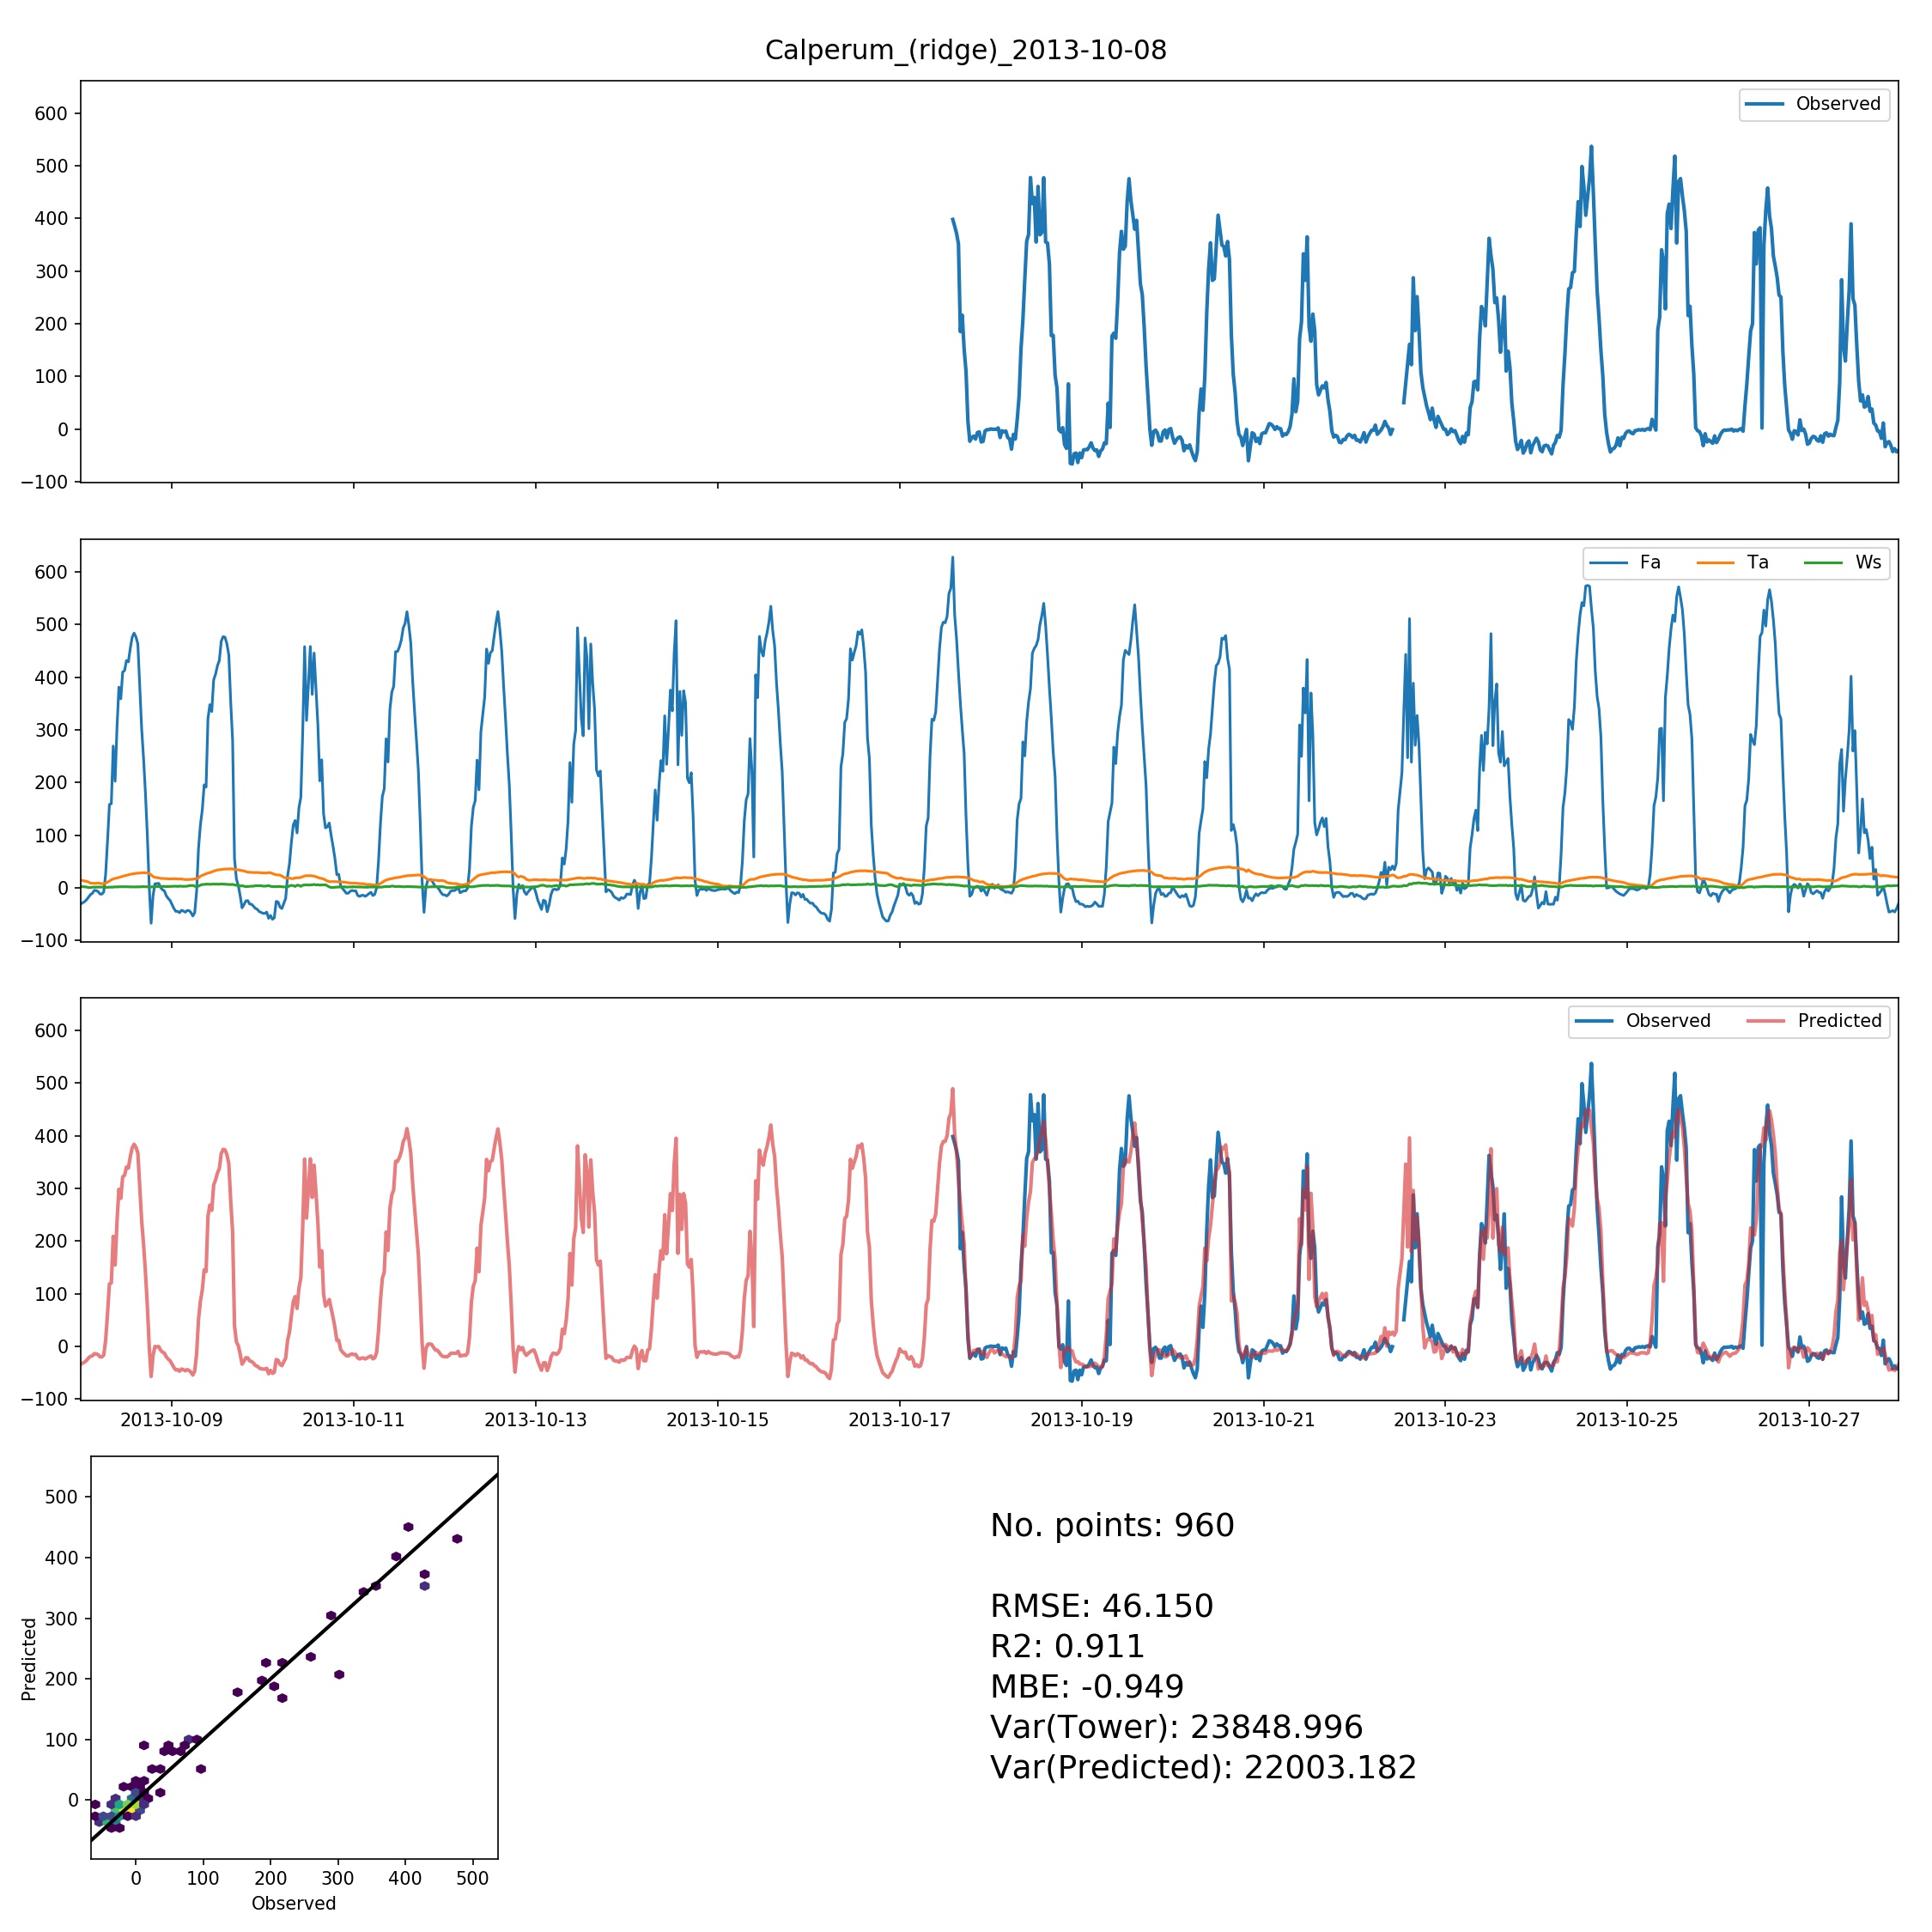 Calperum_(ridge)_2013-10-08
600
500
400
300
200
100
0
−100
Observed
600
500
400
300
200
100
0
−100
Fa Ta Ws
600
500
400
300
200
100
0
−100
Observed Predicted
2013-10-09 2013-10-11 2013-10-13 2013-10-15 2013-10-17 2013-10-19 2013-10-21 2013-10-23 2013-10-25 2013-10-27
500
400
300
200
100
0
Predicted
0 100 200 300 400 500
Observed
No. points: 960
RMSE: 46.150
R2: 0.911
MBE: -0.949
Var(Tower): 23848.996
Var(Predicted): 22003.182